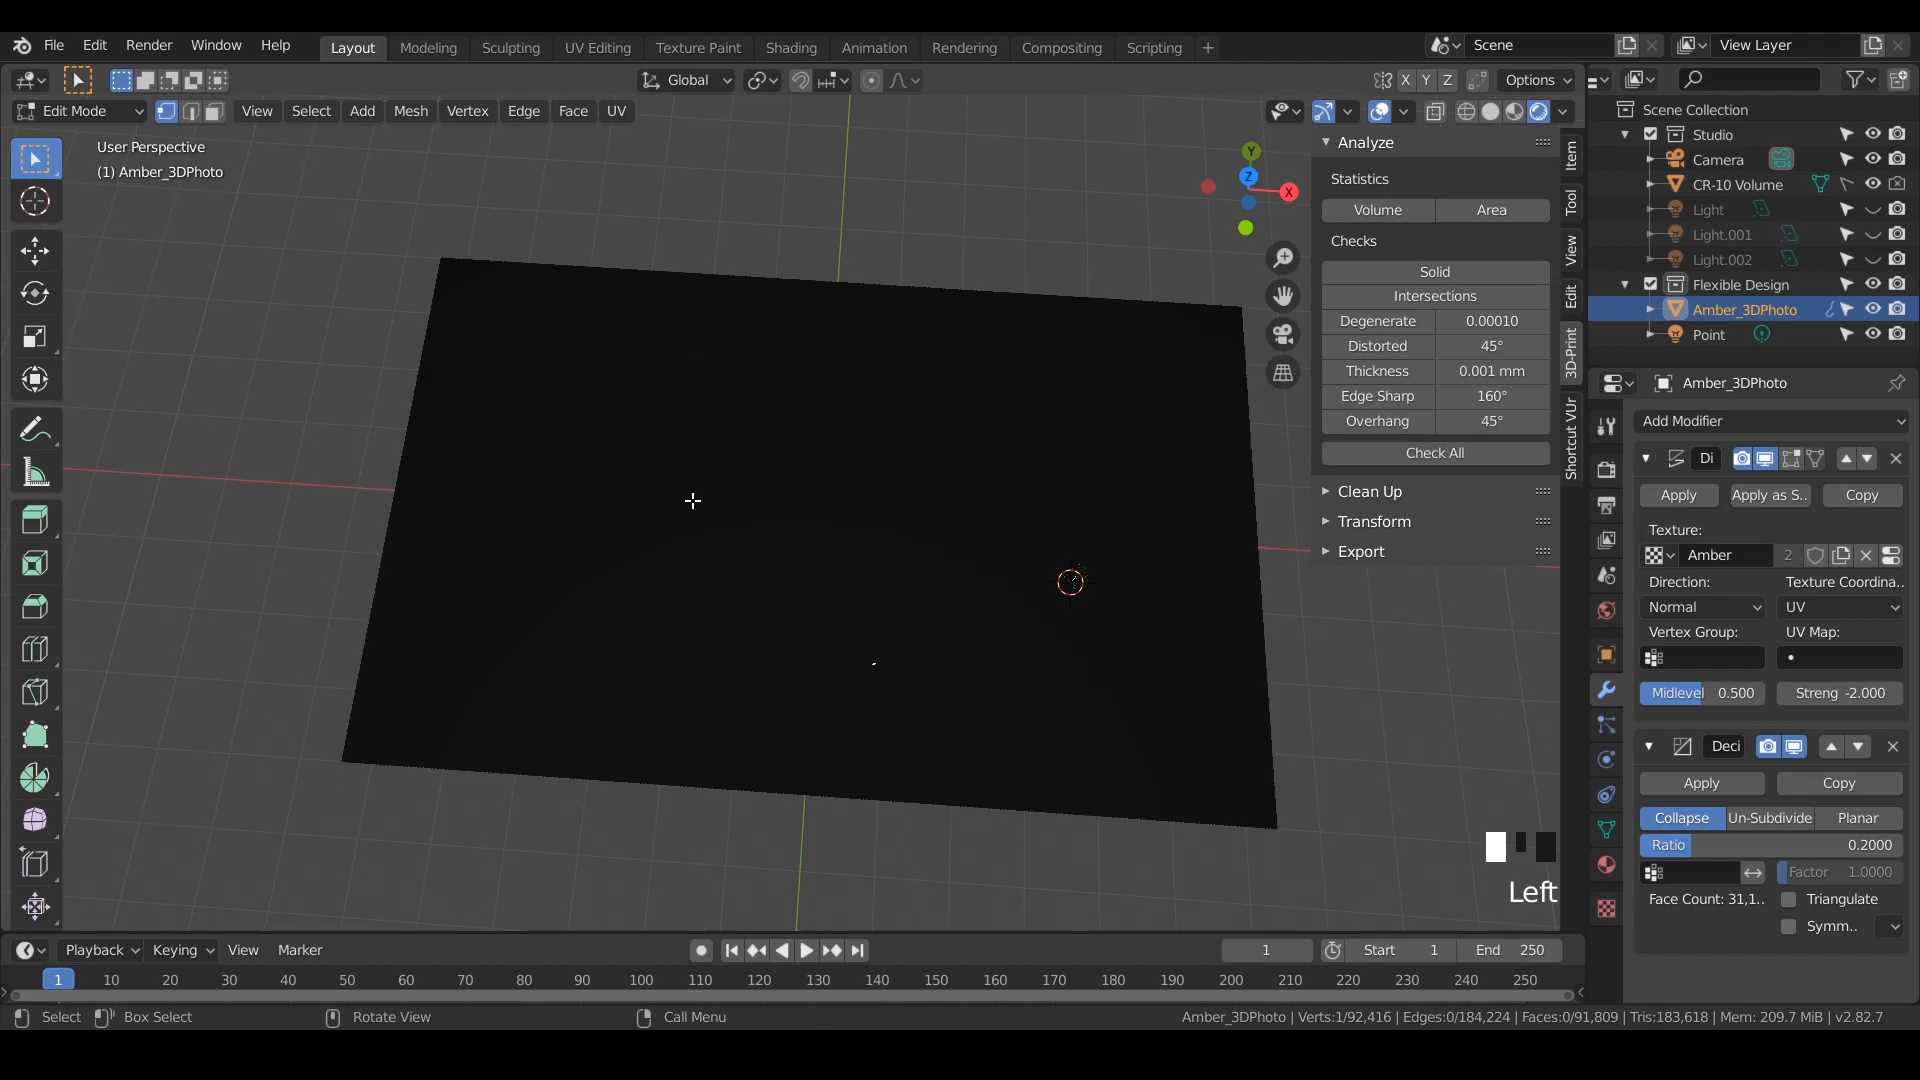 File Edit Render Window Help Layout Modeling Sculpting UV Editing Texture Paint Shading Animation Rendering Compositing Scripting + Scene View Layer
Global X Y Z Options
Edit Mode View Select Add Mesh Vertex Edge Face UV
User Perspective
(1) Amber_3DPhoto
Y
Z
X
Analyze
Statistics
Volume Area
Checks
Solid
Intersections
Degenerate 0.00010
Distorted 45°
Thickness 0.001 mm
Edge Sharp 160°
Overhang 45°
Check All
Clean Up
Transform
Export
Item
Tool
View
Edit
3D-Print
Shortcut VUr
Scene Collection
Studio
Camera
CR-10 Volume
Light
Light.001
Light.002
Flexible Design
Amber_3DPhoto
Point
Amber_3DPhoto
Add Modifier
Di
Apply Apply as S.. Copy
Texture:
Amber 2
Direction: Texture Coordina..
Normal UV
Vertex Group: UV Map:
Midlevel 0.500 Streng -2.000
Deci
Apply Copy
Collapse Un-Subdivide Planar
Ratio 0.2000
Factor 1.0000
Face Count: 31,1.. Triangulate
Symm..
Left
Playback Keying View Marker 1 Start 1 End 250
1 10 20 30 40 50 60 70 80 90 100 110 120 130 140 150 160 170 180 190 200 210 220 230 240 250
Select Box Select Rotate View Call Menu Amber_3DPhoto | Verts:1/92,416 | Edges:0/184,224 | Faces:0/91,809 | Tris:183,618 | Mem: 209.7 MiB | v2.82.7